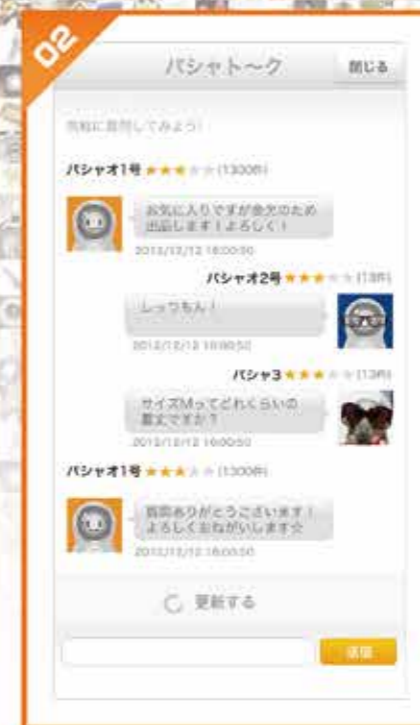 02
パシャト〜ク
閉じる
気軽に質問してみよう!
パシャオ1号 ★★★☆☆ (1300件)
お気に入りですが金欠のため
出品します!よろしく!
2012/12/12 16:00:50
パシャオ2号 ★★★☆☆ (13件)
しつもん!
2012/12/12 16:00:50
パシャ3 ★★★☆☆ (13件)
サイズMってどれくらいの
着丈ですか?
2012/12/12 16:00:50
パシャオ1号 ★★★☆☆ (1300件)
質問ありがとうございます!
よろしくおねがいします☆
2012/12/12 16:00:50
更新する
送信